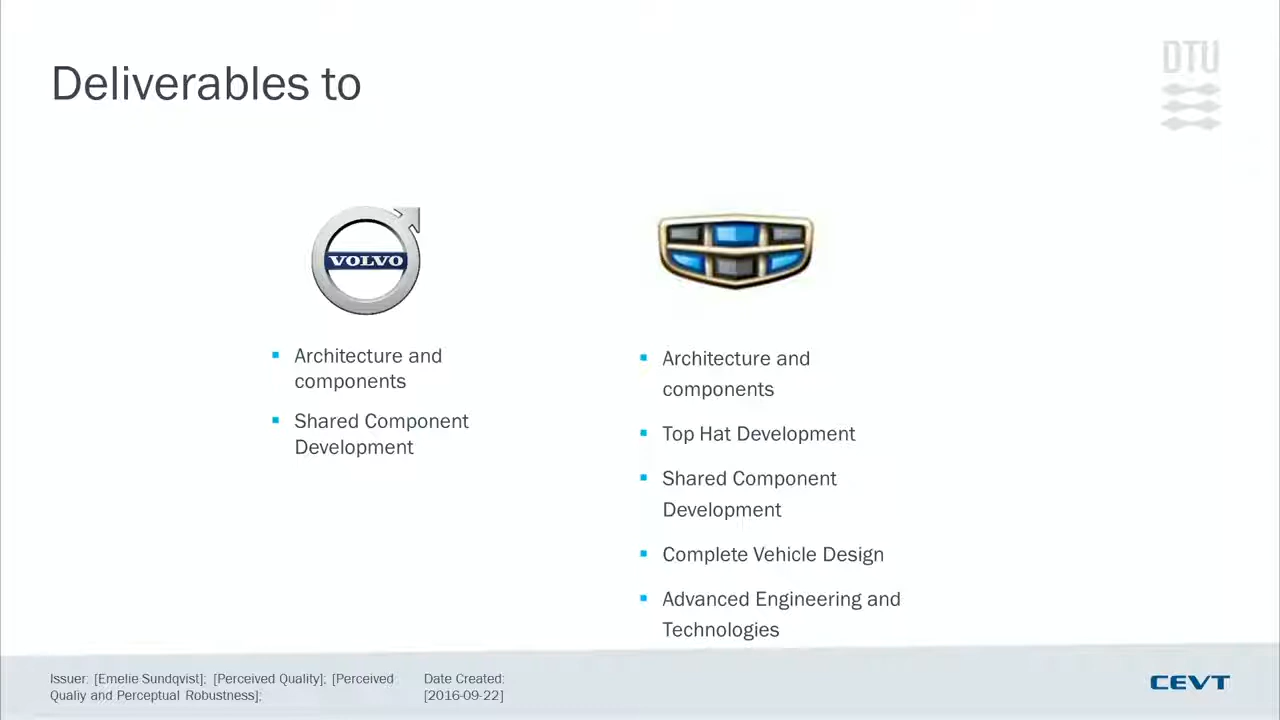 Deliverables to
DTU
VOLVO
Architecture and
components
Shared Component
Development
Architecture and
components
Top Hat Development
Shared Component
Development
Complete Vehicle Design
Advanced Engineering and
Technologies
Issuer: [Emelie Sundqvist]; [Perceived Quality]; [Perceived
Qualiy and Perceptual Robustness];
Date Created:
[2016-09-22]
CEVT